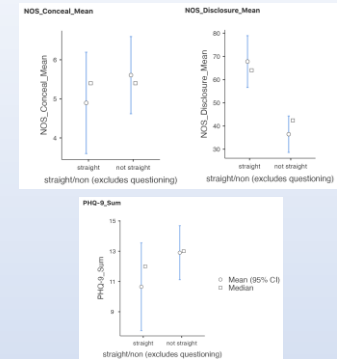 NOS_Conceal_Mean
NOS_Conceal_Mean
6
5
4
straight
not straight
straight/non (excludes questioning)
NOS_Disclosure_Mean
NOS_Disclosure_Mean
80
70
60
50
40
30
straight
not straight
straight/non (excludes questioning)
PHQ-9_Sum
PHQ-9_Sum
15
13
11
9
straight
not straight
straight/non (excludes questioning)
Mean (95% CI)
Median